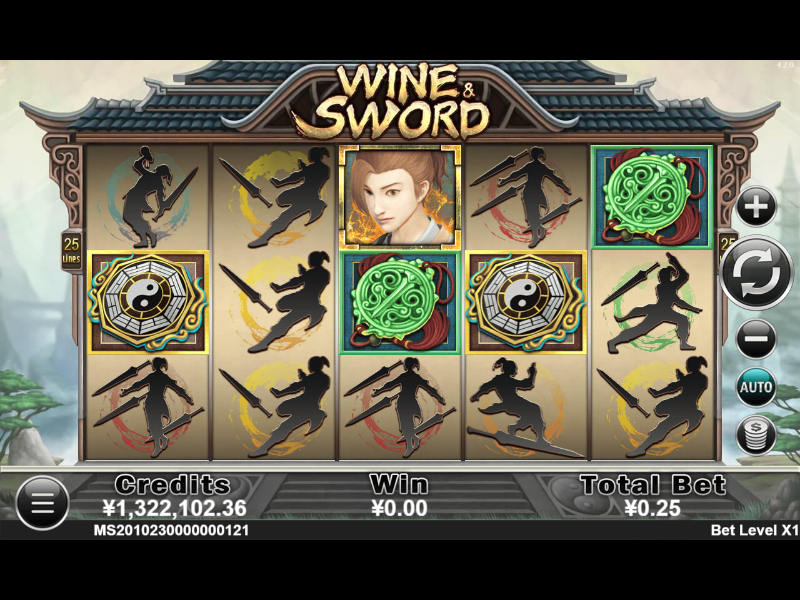 WINE &
SWORD
25
Lines
25
AUTO
$
Credits
Win
Total Bet
¥1,322,102.36
¥0.00
¥0.25
MS2010230000000121
Bet Level X1